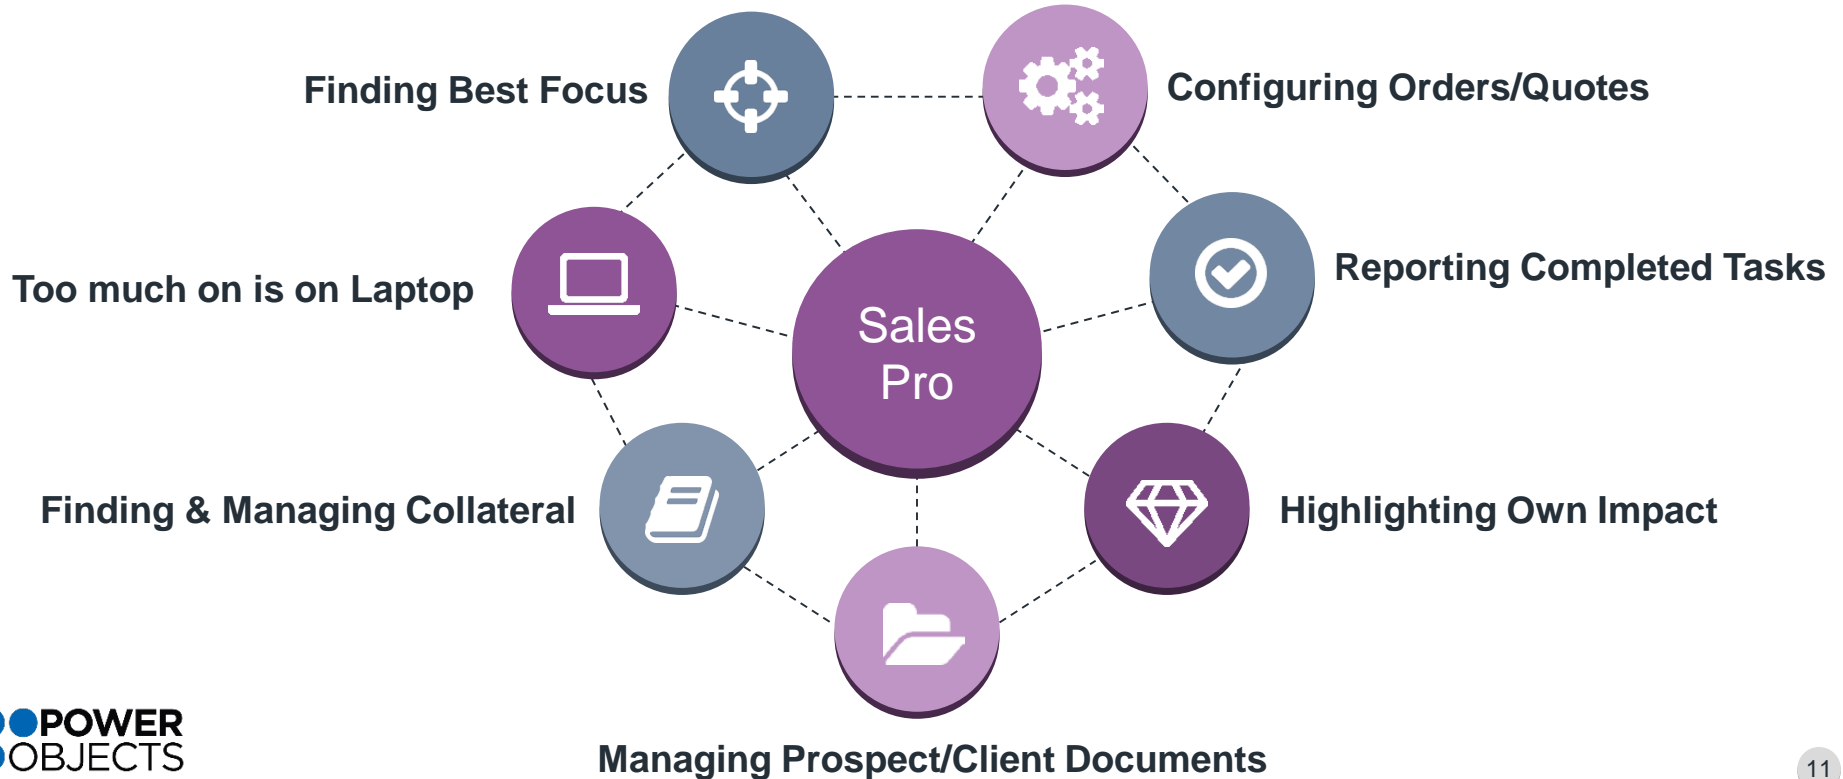 Finding Best Focus
Configuring Orders/Quotes
Too much on is on Laptop
Reporting Completed Tasks
Sales
Pro
Finding & Managing Collateral
Highlighting Own Impact
Managing Prospect/Client Documents
POWER
OBJECTS
11